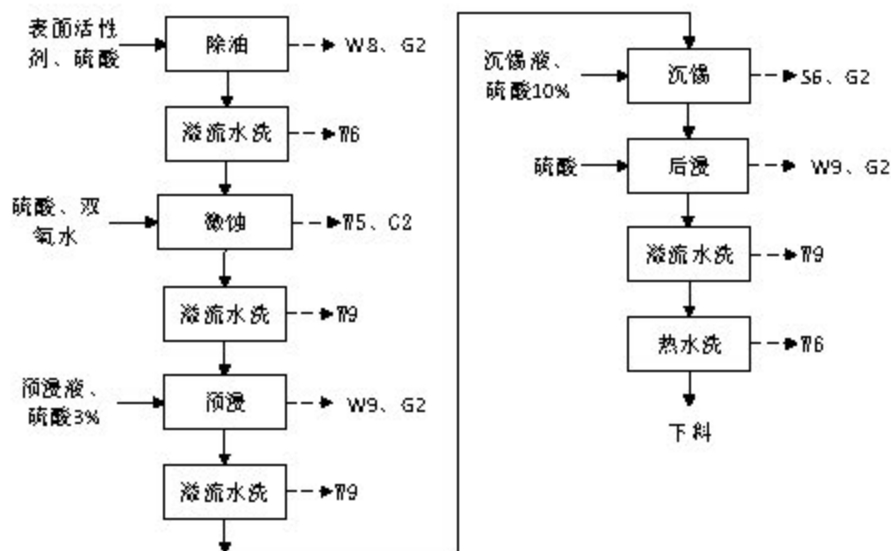 表面活性
剂、硫酸
除油
W8、G2
溢流水洗
W6
硫酸、双
氧水
微蚀
W5、G2
溢流水洗
W9
预浸液、
硫酸3%
预浸
W9、G2
溢流水洗
W9
沉锡液、
硫酸10%
沉锡
S6、G2
硫酸
后浸
W9、G2
溢流水洗
W9
热水洗
W6
下料